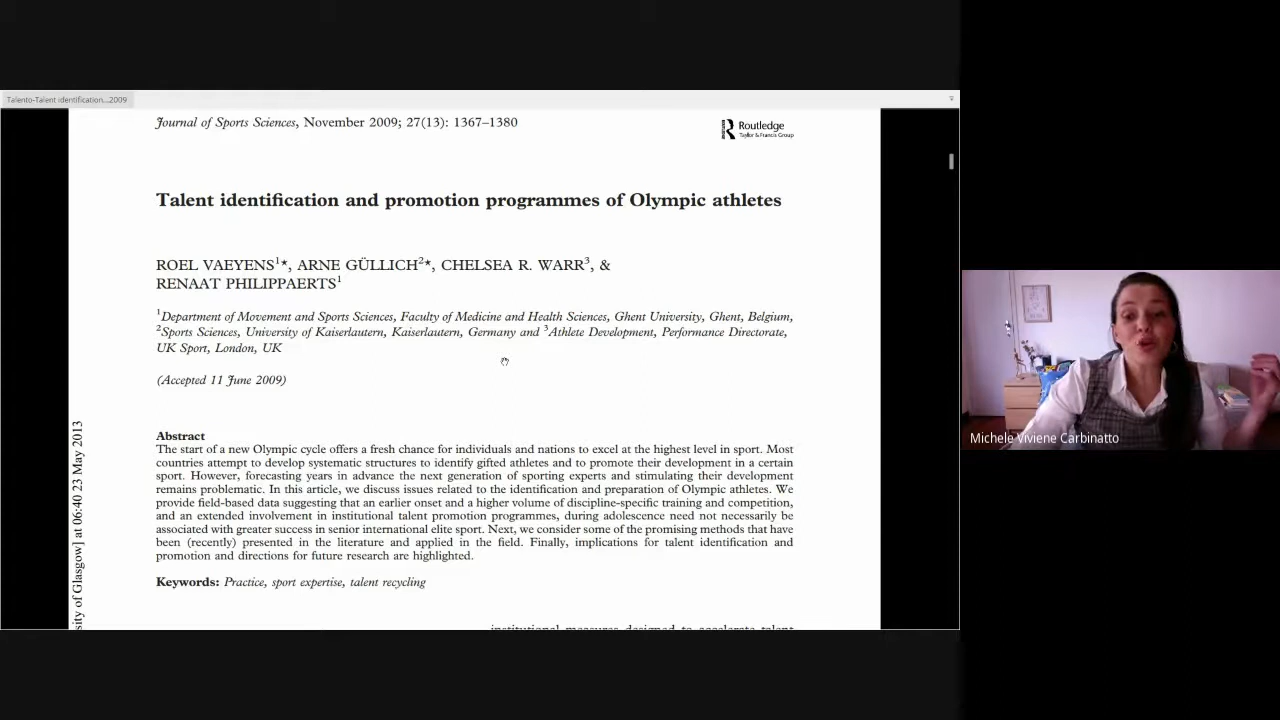 Talento-Talent identification...2009
Journal of Sports Sciences, November 2009; 27(13): 1367–1380
Routledge
Taylor & Francis Group
Talent identification and promotion programmes of Olympic athletes
ROEL VAEYENS1*, ARNE GÜLLICH2*, CHELSEA R. WARR3, &
RENAAT PHILIPPAERTS1
1Department of Movement and Sports Sciences, Faculty of Medicine and Health Sciences, Ghent University, Ghent, Belgium,
2Sports Sciences, University of Kaiserlautern, Kaiserlautern, Germany and 3Athlete Development, Performance Directorate,
UK Sport, London, UK
(Accepted 11 June 2009)
Abstract
The start of a new Olympic cycle offers a fresh chance for individuals and nations to excel at the highest level in sport. Most
countries attempt to develop systematic structures to identify gifted athletes and to promote their development in a certain
sport. However, forecasting years in advance the next generation of sporting experts and stimulating their development
remains problematic. In this article, we discuss issues related to the identification and preparation of Olympic athletes. We
provide field-based data suggesting that an earlier onset and a higher volume of discipline-specific training and competition,
and an extended involvement in institutional talent promotion programmes, during adolescence need not necessarily be
associated with greater success in senior international elite sport. Next, we consider some of the promising methods that have
been (recently) presented in the literature and applied in the field. Finally, implications for talent identification and
promotion and directions for future research are highlighted.
Keywords: Practice, sport expertise, talent recycling
institutional measures designed to accelerate talent
sity of Glasgow] at 06:40 23 May 2013
Michele Viviene Carbinatto